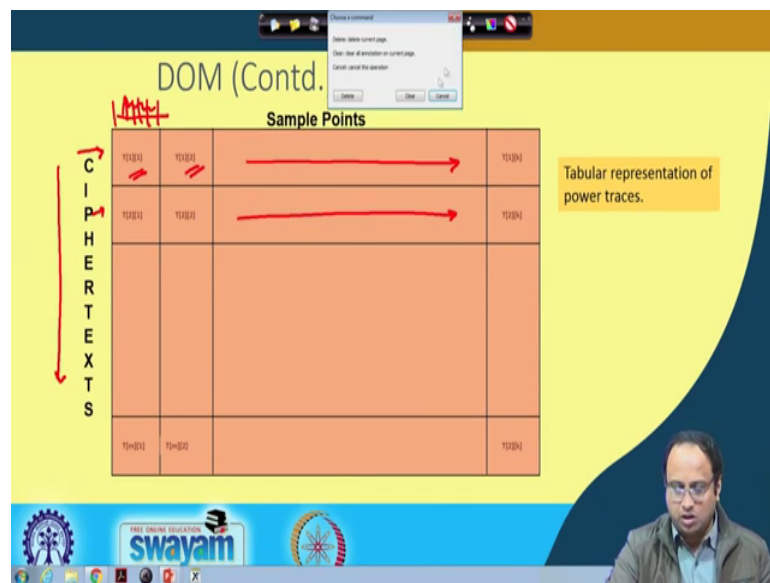 Choose a command
Delete: delete current page.
Clear: clear all annotation on current page.
Cancel: cancel this operation
Delete
Clear
Cancel
DOM (Contd.
Sample Points
CIPHERTEXTS
T[1][1]
T[1][2]
T[1][k]
T[2][1]
T[2][2]
T[2][k]
T[m][1]
T[m][2]
T[2][k]
Tabular representation of
power traces.
FREE ONLINE EDUCATION
swayam